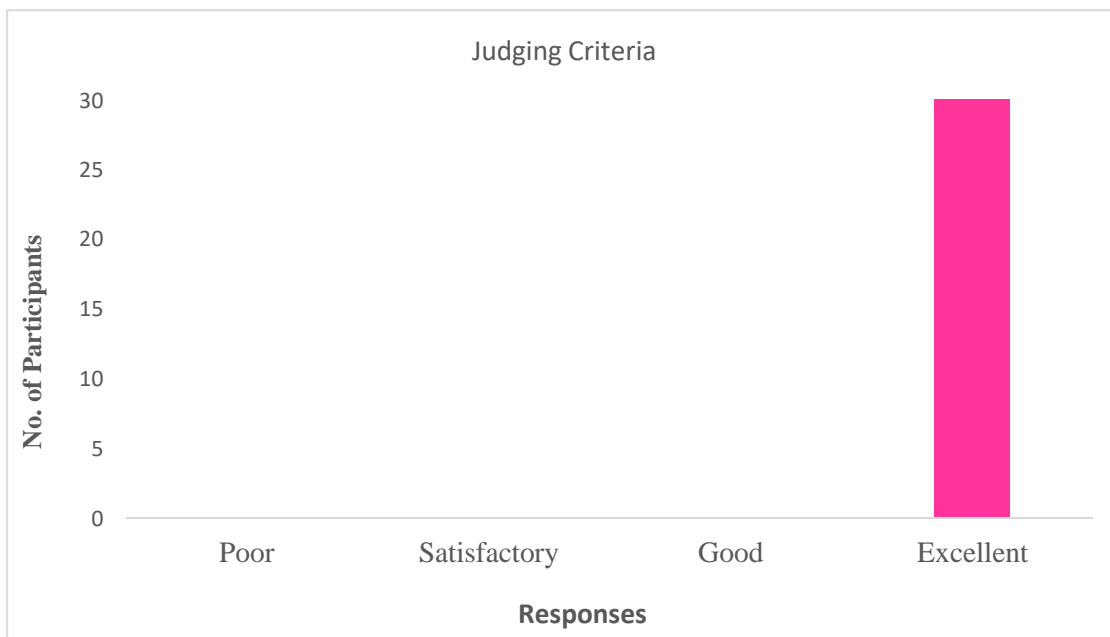 Judging Criteria
30
25
20
15
10
5
0
No. of Participants
Poor Satisfactory Good Excellent
Responses